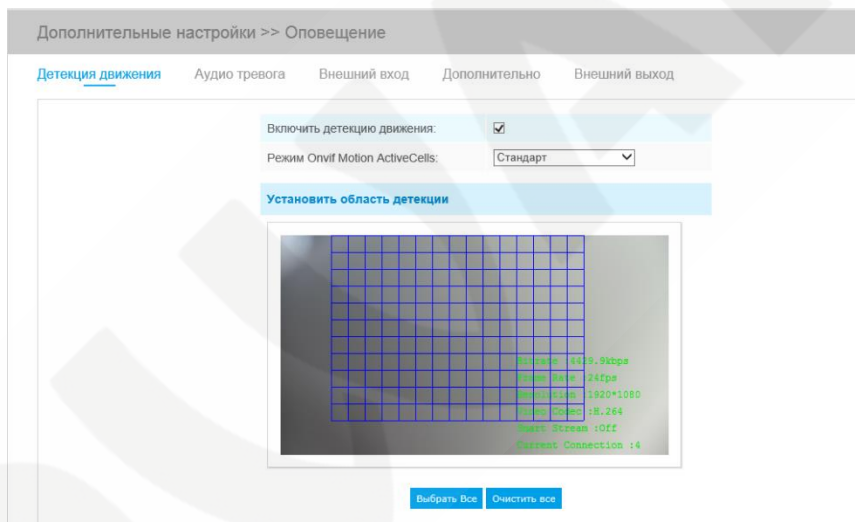 Дополнительные настройки >> Оповещение
Детекция движения Аудио тревога Внешний вход Дополнительно Внешний выход
Включить детекцию движения:
Режим Onvif Motion ActiveCells: Стандарт
Установить область детекции
Bitrate :4429.9kbps
Frame Rate :24fps
Resolution :1920*1080
Video Codec :H.264
Smart Stream :Off
Current Connection :4
Выбрать Все Очистить все